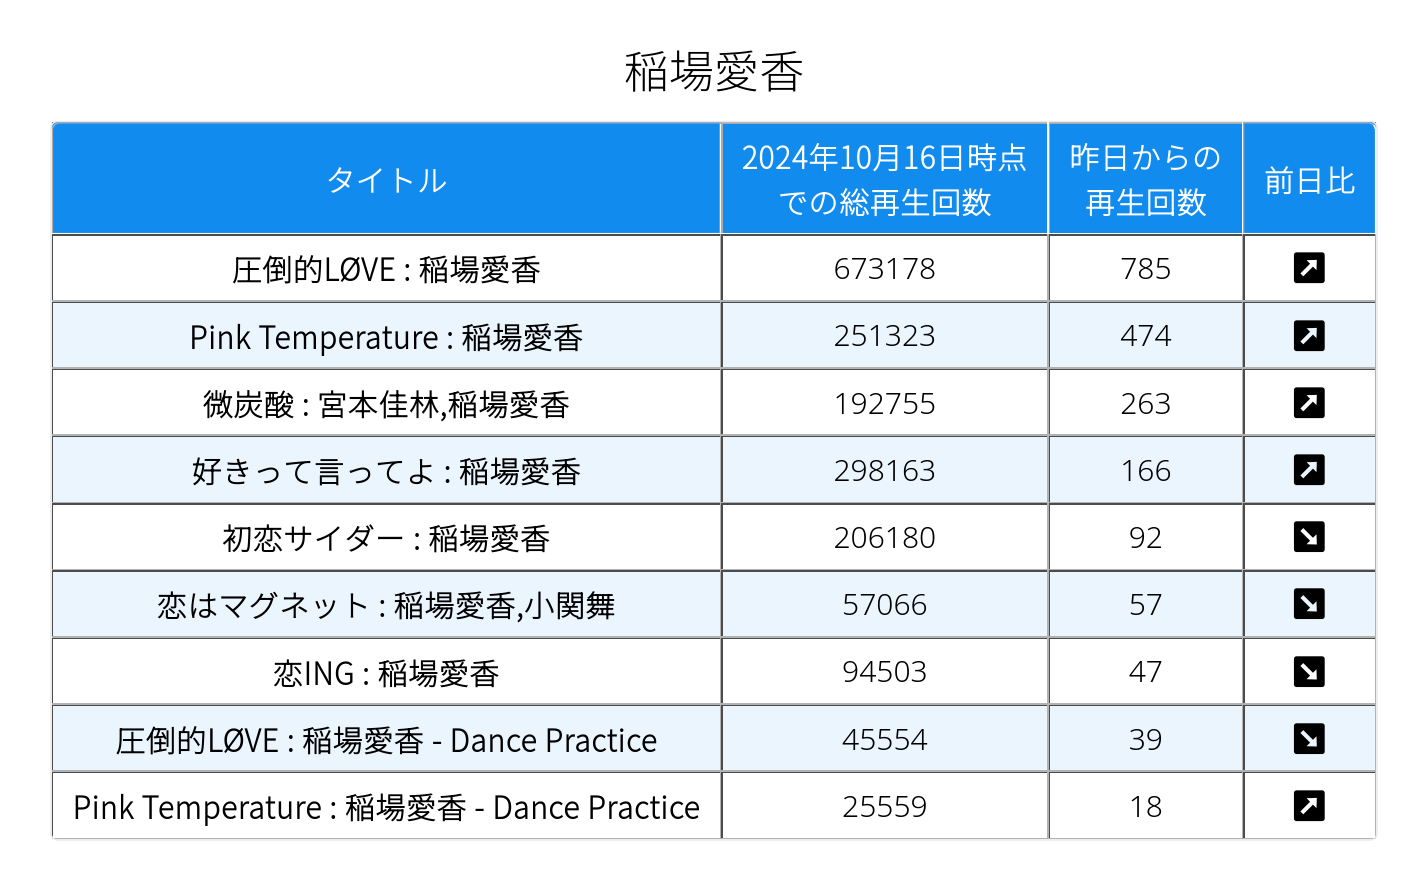 稲場愛香
タイトル
2024年10月16日時点
での総再生回数
昨日からの
再生回数
前日比
圧倒的LØVE : 稲場愛香 673178 785
Pink Temperature : 稲場愛香 251323 474
微炭酸 : 宮本佳林,稲場愛香 192755 263
好きって言ってよ : 稲場愛香 298163 166
初恋サイダー : 稲場愛香 206180 92
恋はマグネット : 稲場愛香,小関舞 57066 57
恋ING : 稲場愛香 94503 47
圧倒的LØVE : 稲場愛香 - Dance Practice 45554 39
Pink Temperature : 稲場愛香 - Dance Practice 25559 18